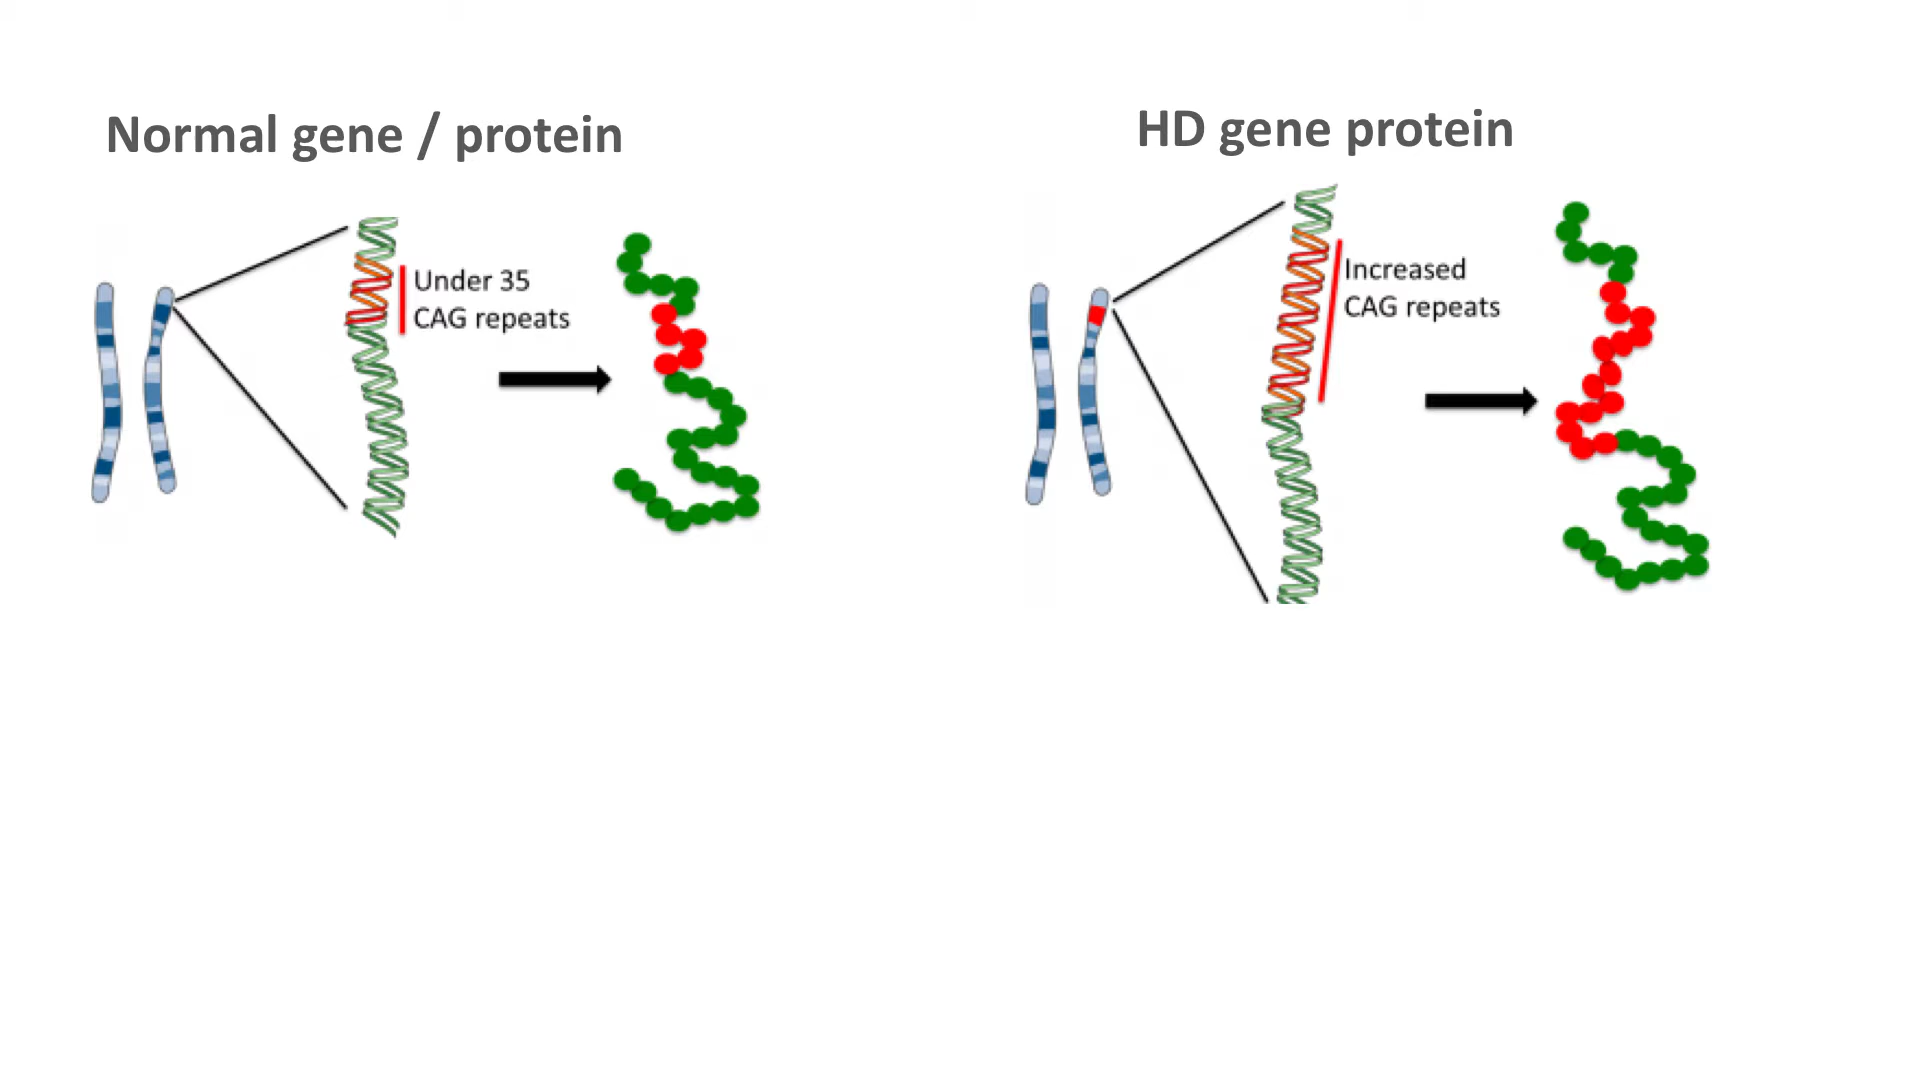 Normal gene / protein
HD gene protein
Under 35
CAG repeats
Increased
CAG repeats